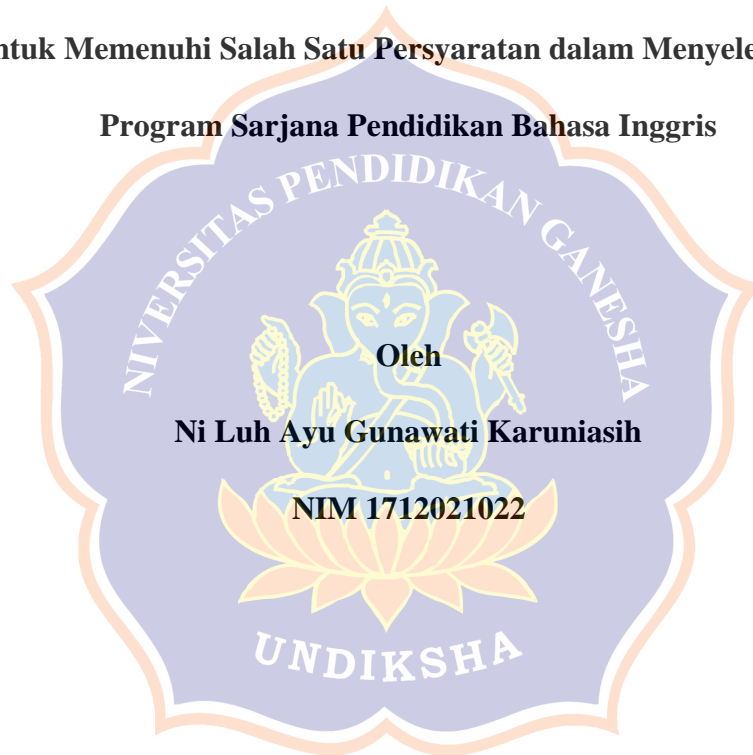 ntuk Memenuhi Salah Satu Persyaratan dalam Menyele
Program Sarjana Pendidikan Bahasa Inggris
NIVERSITAS PENDIDIKAN GANESHA
Oleh
Ni Luh Ayu Gunawati Karuniasih
NIM 1712021022
UNDIKSHA